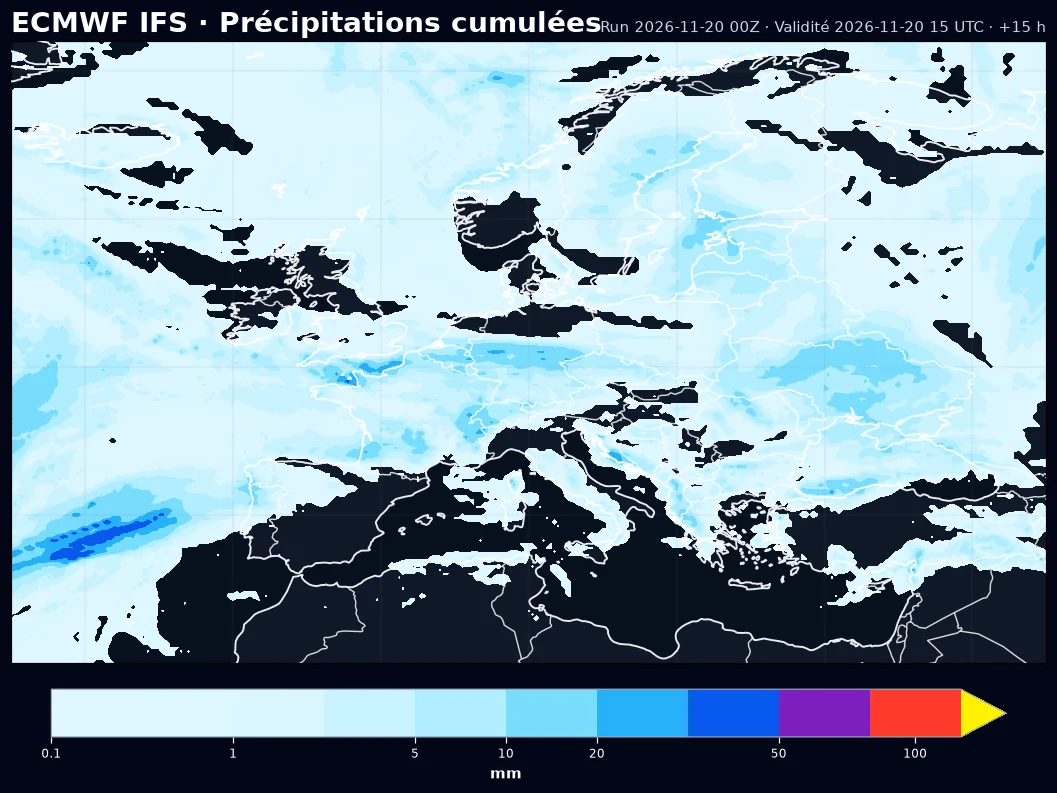 ECMWF IFS · Précipitations cumulées
Run 2026-11-20 00Z · Validité 2026-11-20 15 UTC · +15 h
0.1 1 5 10 20 50 100
mm